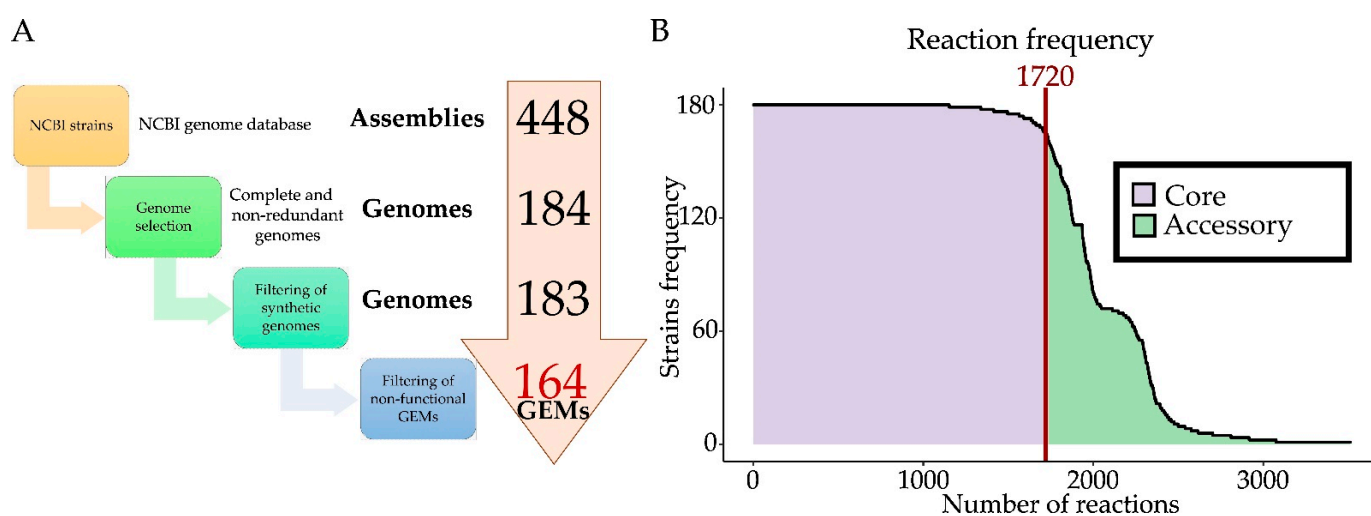 A
NCBI strains
NCBI genome database
Assemblies
448
Genome
selection
Complete and
non-redundant
genomes
Genomes
184
Filtering of
synthetic
genomes
Genomes
183
Filtering of
non-functional
GEMs
164
GEMs
B
Reaction frequency
1720
180
120
60
0
Strains frequency
Core
Accessory
0
1000
2000
3000
Number of reactions